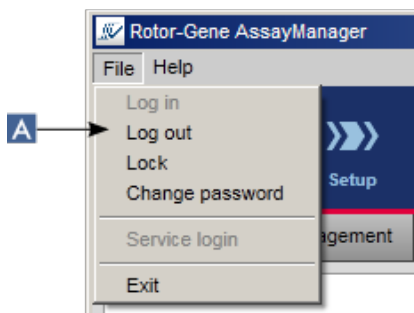 Rotor-Gene AssayManager
File Help
Log in
A
Log out
Lock
Change password
Setup
Service login
agement
Exit